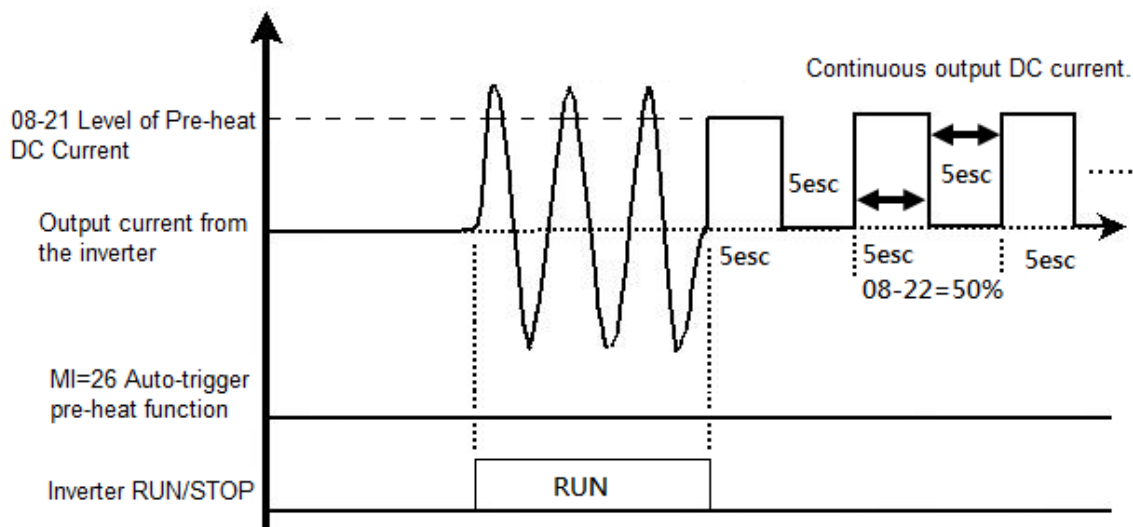 Continuous output DC current.
08-21 Level of Pre-heat
DC Current
5esc
5esc
Output current from
the inverter
5esc
5esc
5esc
08-22=50%
MI=26 Auto-trigger
pre-heat function
Inverter RUN/STOP
RUN